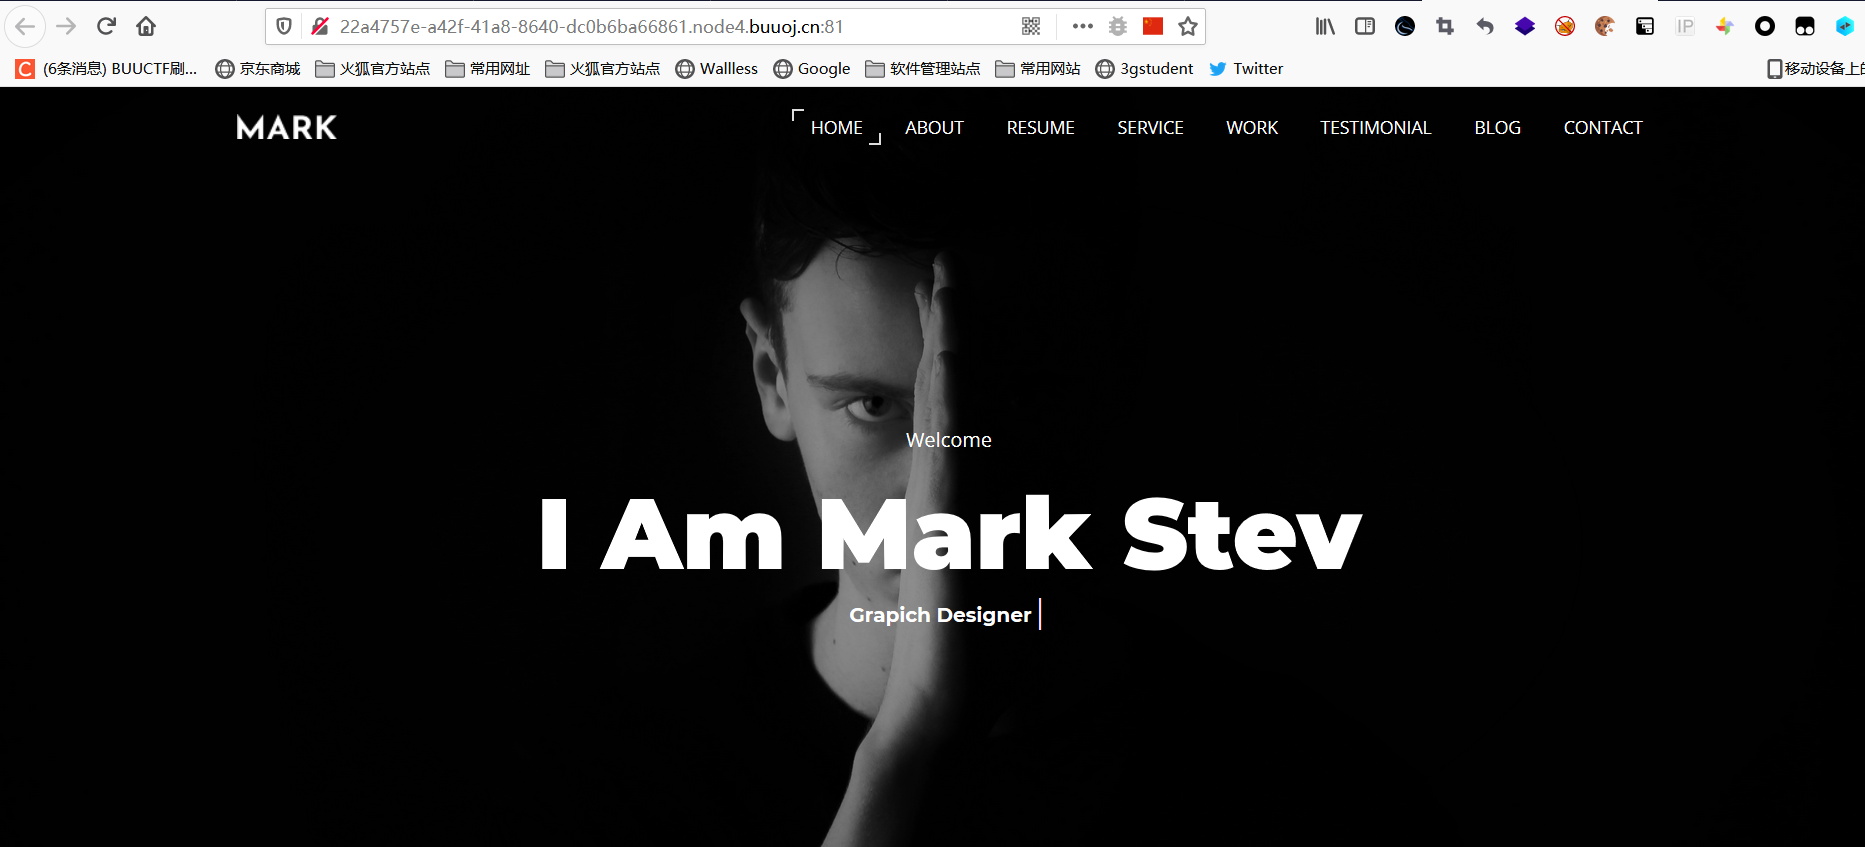 22a4757e-a42f-41a8-8640-dc0b6ba66861.node4.buuoj.cn:81
(6条消息) BUUCTF刷... 京东商城 火狐官方站点 常用网址 火狐官方站点 Wallless Google 软件管理站点 常用网站 3gstudent Twitter 移动设备上的
MARK HOME ABOUT RESUME SERVICE WORK TESTIMONIAL BLOG CONTACT
Welcome
I Am Mark Stev
Grapich Designer